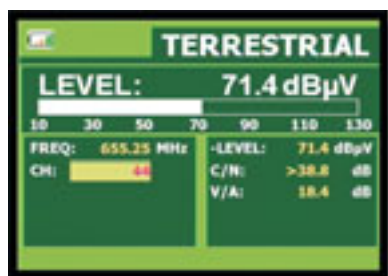 TERRESTRIAL
LEVEL: 71.4 dBµV
10 30 50 70 90 110 130
FREQ: 655.25 MHz
CH: 44
-LEVEL: 71.4 dBµV
C/N: >38.8 dB
V/A: 18.4 dB